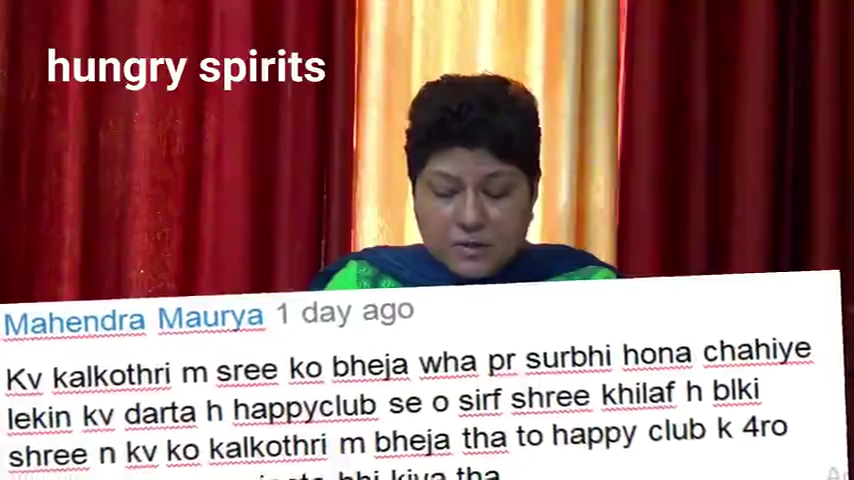 hungry spirits
Mahendra Maurya 1 day ago
Kv kalkothri m sree ko bheja wha pr surbhi hona chahiye
lekin kv darta h happyclub se o sirf shree khilaf h blki
shree n kv ko kalkothri m bheja tha to happy club k 4ro
bhi kiya tha